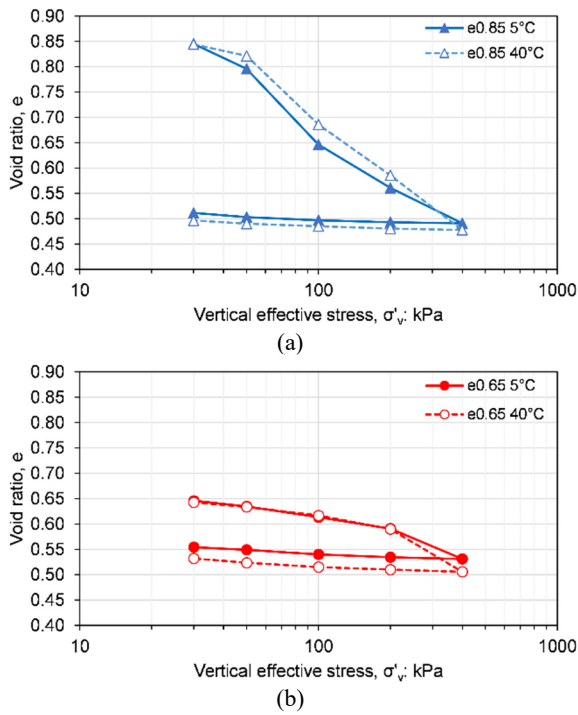 0.90
0.85
0.80
0.75
0.70
0.65
0.60
0.55
0.50
0.45
0.40
Void ratio, e
e0.85 5°C
e0.85 40°C
10 100 1000
Vertical effective stress, σ'v: kPa
(a)
0.90
0.85
0.80
0.75
0.70
0.65
0.60
0.55
0.50
0.45
0.40
Void ratio, e
e0.65 5°C
e0.65 40°C
10 100 1000
Vertical effective stress, σ'v: kPa
(b)